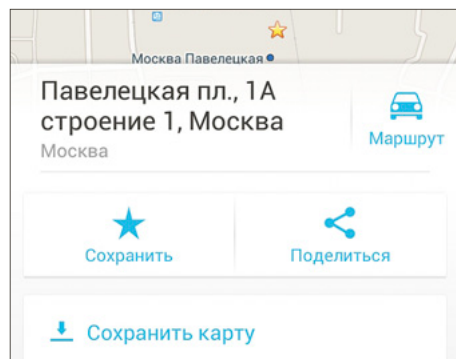 Москва Павелецкая
Павелецкая пл., 1А
строение 1, Москва
Москва
Маршрут
Сохранить
Поделиться
Сохранить карту